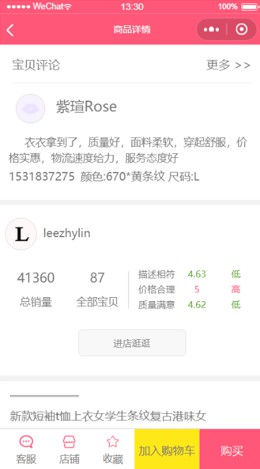 WeChat 13:30 100%
商品详情
宝贝评论 更多 >>
紫瑄Rose
衣衣拿到了，质量好，面料柔软，穿起舒服，价
格实惠，物流速度给力，服务态度好
1531837275 颜色:670*黄条纹 尺码:L
L leezhylin
41360 87
总销量 全部宝贝
描述相符 4.63 低
价格合理 5 高
质量满意 4.62 低
进店逛逛
新款短袖t恤上衣女学生条纹复古港味女
客服 店铺 收藏 加入购物车 购买